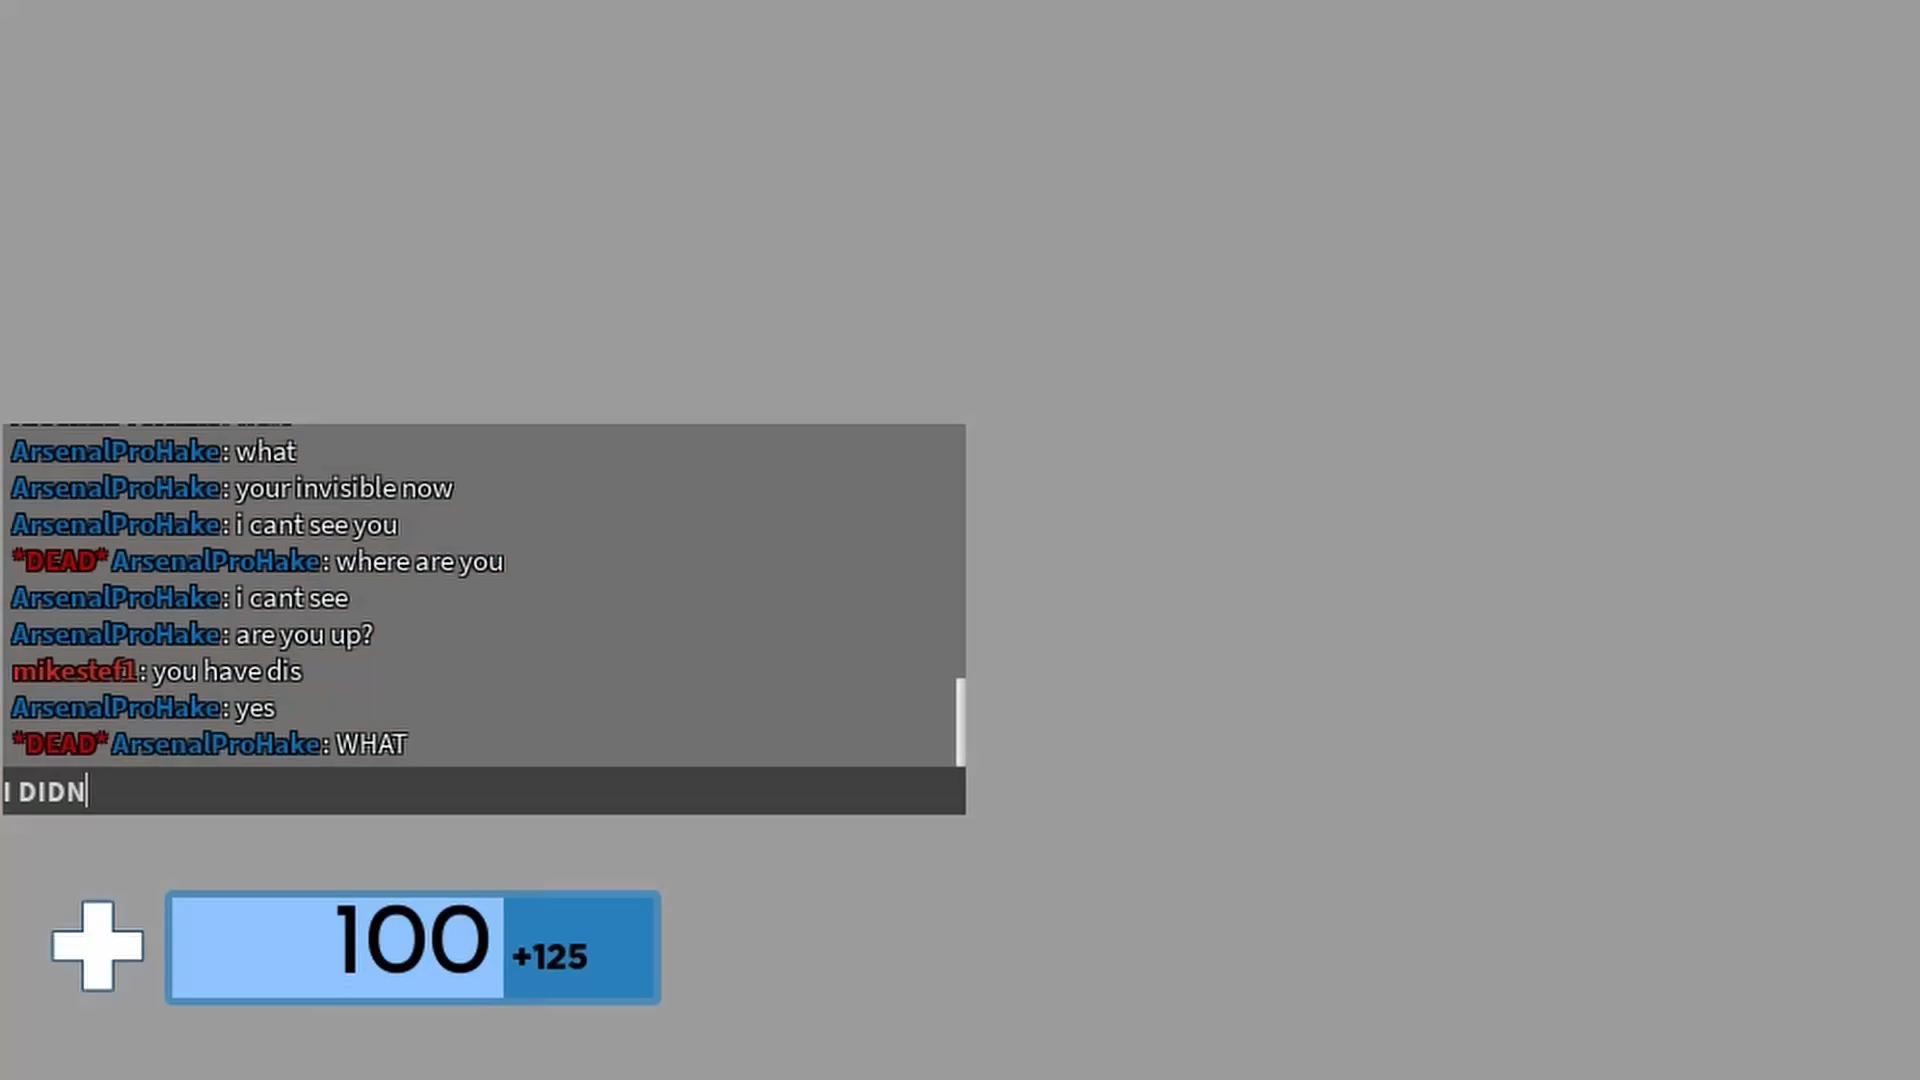 ArsenalProHake: what
ArsenalProHake: your invisible now
ArsenalProHake: i cant see you
*DEAD* ArsenalProHake: where are you
ArsenalProHake: i cant see
ArsenalProHake: are you up?
mikestef1: you have dis
ArsenalProHake: yes
*DEAD* ArsenalProHake: WHAT
I DIDN
100 +125